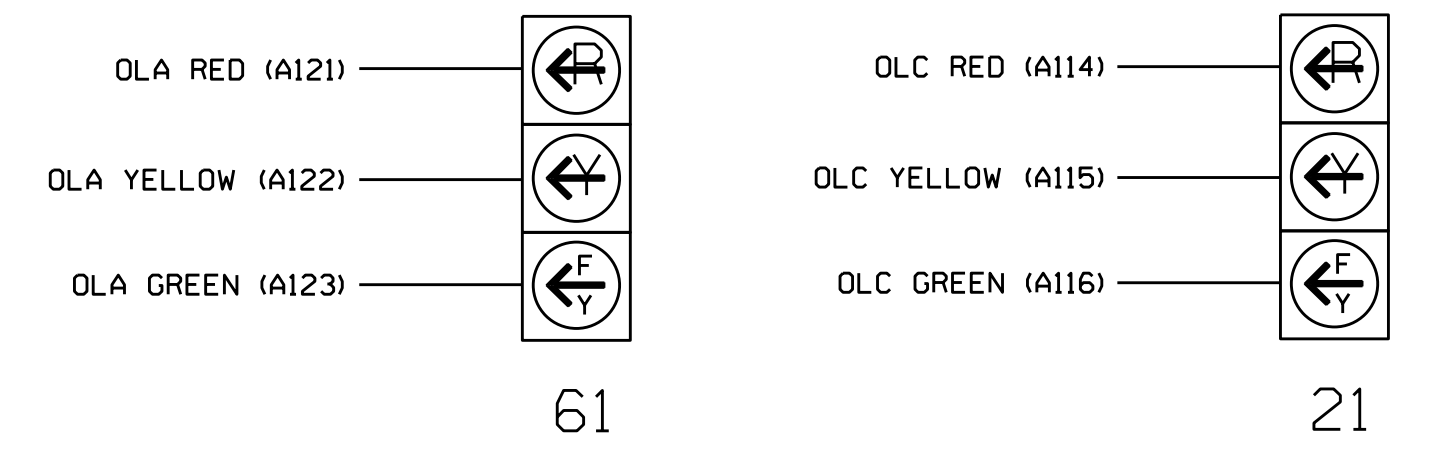 OLA RED (A121)
R
OLA YELLOW (A122)
Y
OLA GREEN (A123)
F
Y
61
OLC RED (A114)
R
OLC YELLOW (A115)
Y
OLC GREEN (A116)
F
Y
21